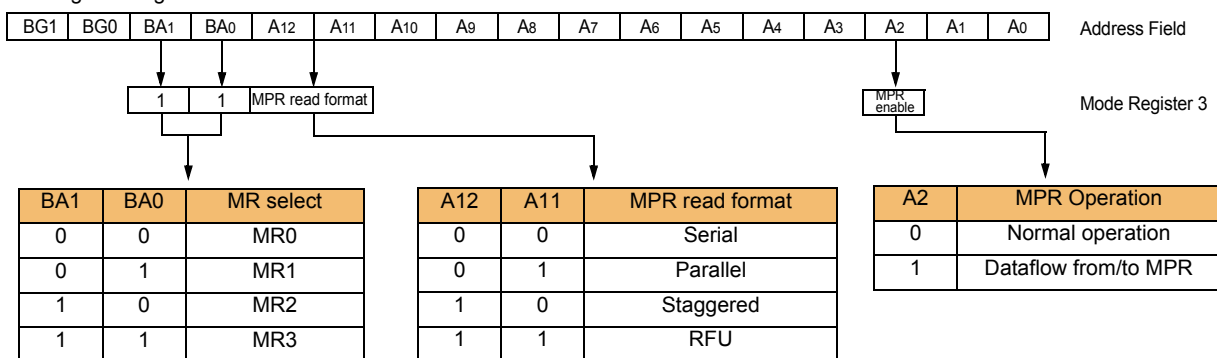 BG1 BG0 BA1 BA0 A12 A11 A10 A9 A8 A7 A6 A5 A4 A3 A2 A1 A0 Address Field
1 1 MPR read format MPR enable Mode Register 3
BA1 BA0 MR select
0 0 MR0
0 1 MR1
1 0 MR2
1 1 MR3
A12 A11 MPR read format
0 0 Serial
0 1 Parallel
1 0 Staggered
1 1 RFU
A2 MPR Operation
0 Normal operation
1 Dataflow from/to MPR